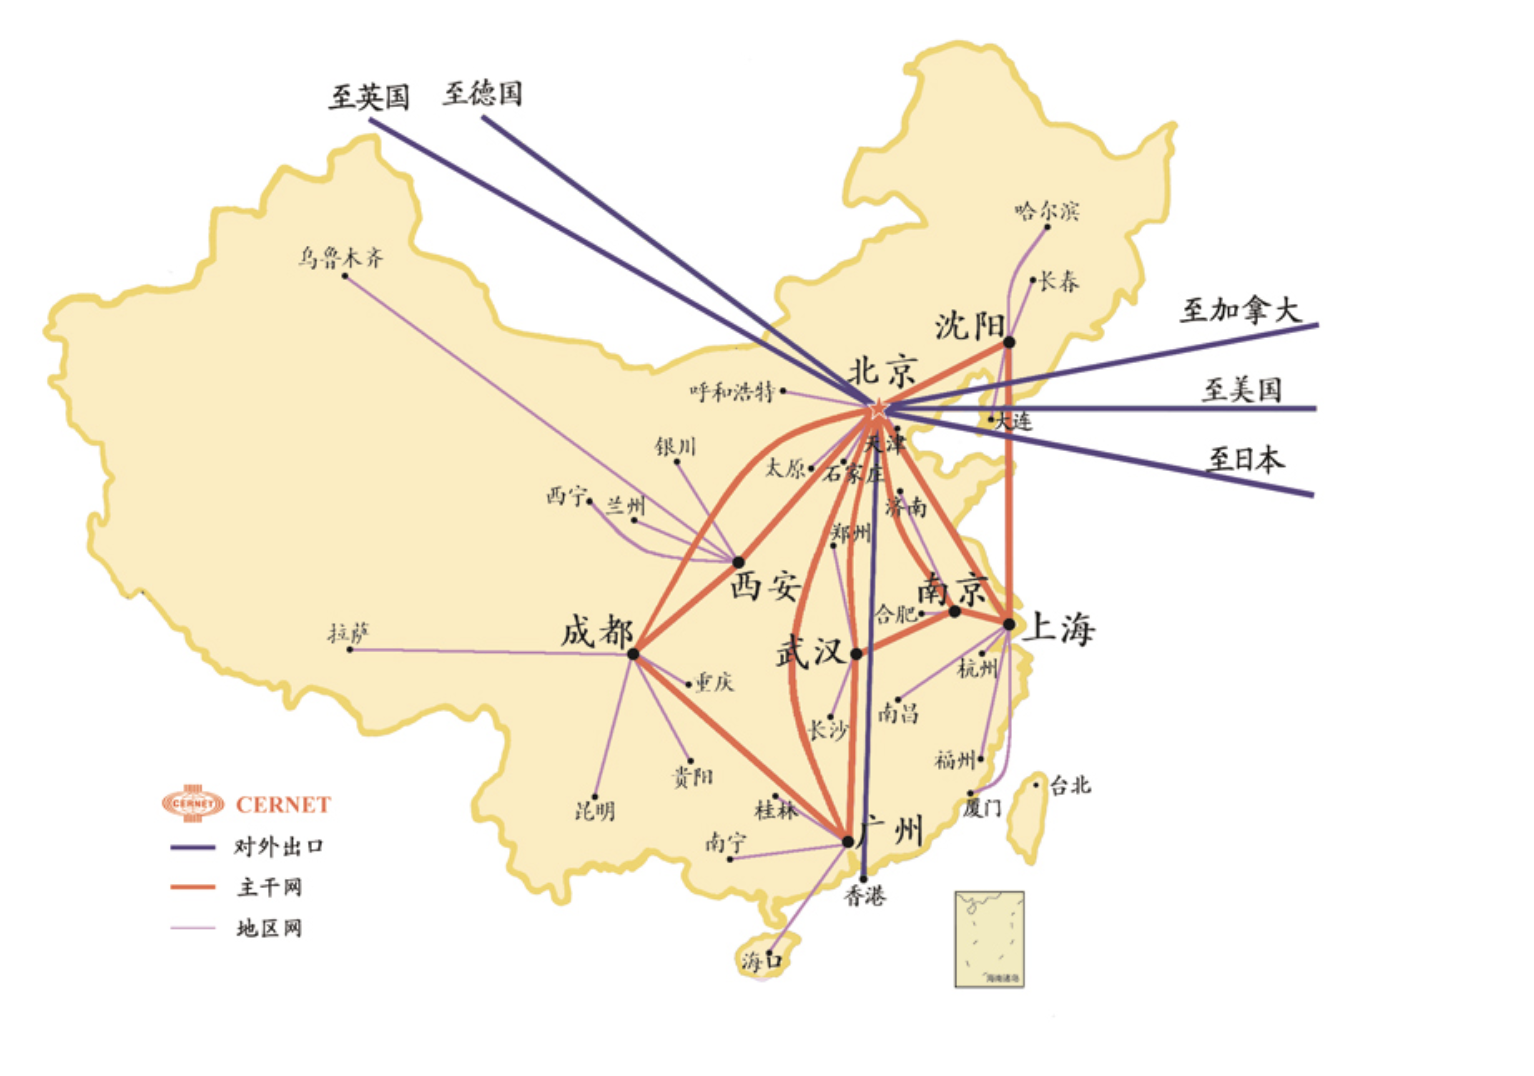 至英国
至德国
哈尔滨
乌鲁木齐
长春
至加拿大
沈阳
北京
呼和浩特
至美国
大连
天津
银川
太原
石家庄
至日本
西宁
兰州
济南
郑州
西安
南京
合肥
成都
上海
拉萨
武汉
杭州
重庆
南昌
长沙
福州
贵阳
台北
昆明
桂林
厦门
CERNET
CERNET
广州
对外出口
南宁
主干网
香港
地区网
海口
海南诸岛